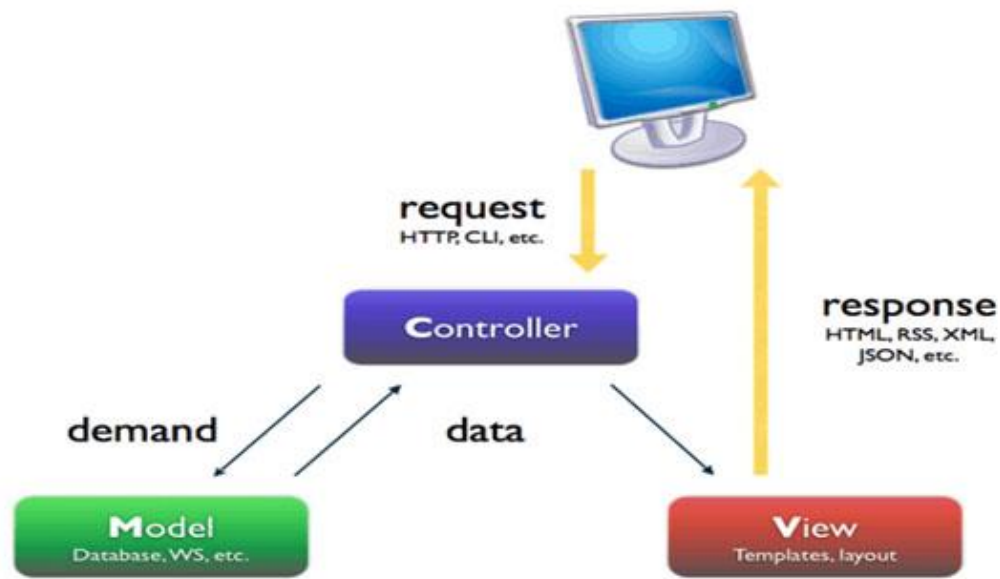 request
HTTP, CLI, etc.
Controller
response
HTML, RSS, XML,
JSON, etc.
demand
data
Model
Database, WS, etc.
View
Templates, layout